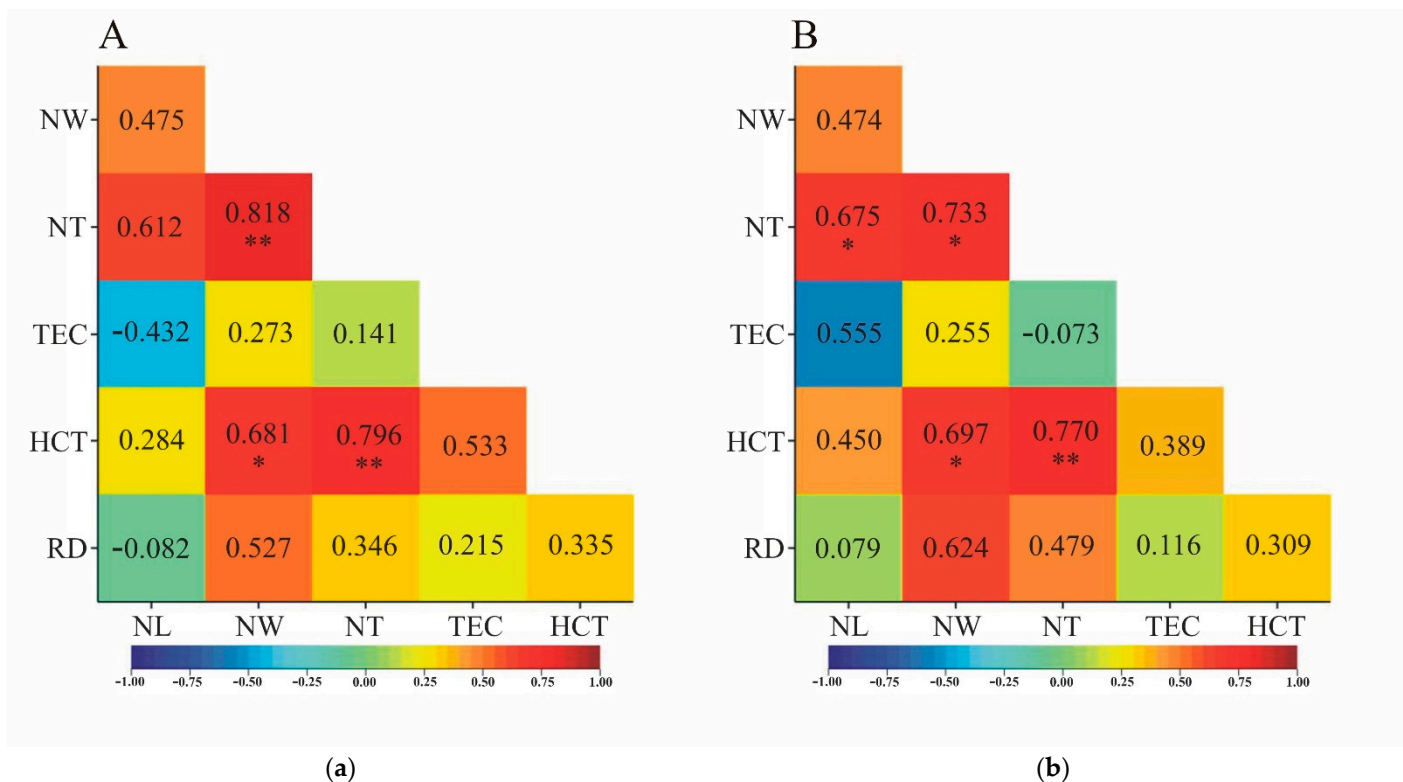 A
NW 0.475
NT 0.612 0.818
**
TEC -0.432 0.273 0.141
HCT 0.284 0.681 0.796 0.533
* **
RD -0.082 0.527 0.346 0.215 0.335
NL NW NT TEC HCT
-1.00 -0.75 -0.50 -0.25 0.00 0.25 0.50 0.75 1.00
(a)
B
NW 0.474
NT 0.675 0.733
* *
TEC 0.555 0.255 -0.073
HCT 0.450 0.697 0.770 0.389
* **
RD 0.079 0.624 0.479 0.116 0.309
NL NW NT TEC HCT
-1.00 -0.75 -0.50 -0.25 0.00 0.25 0.50 0.75 1.00
(b)